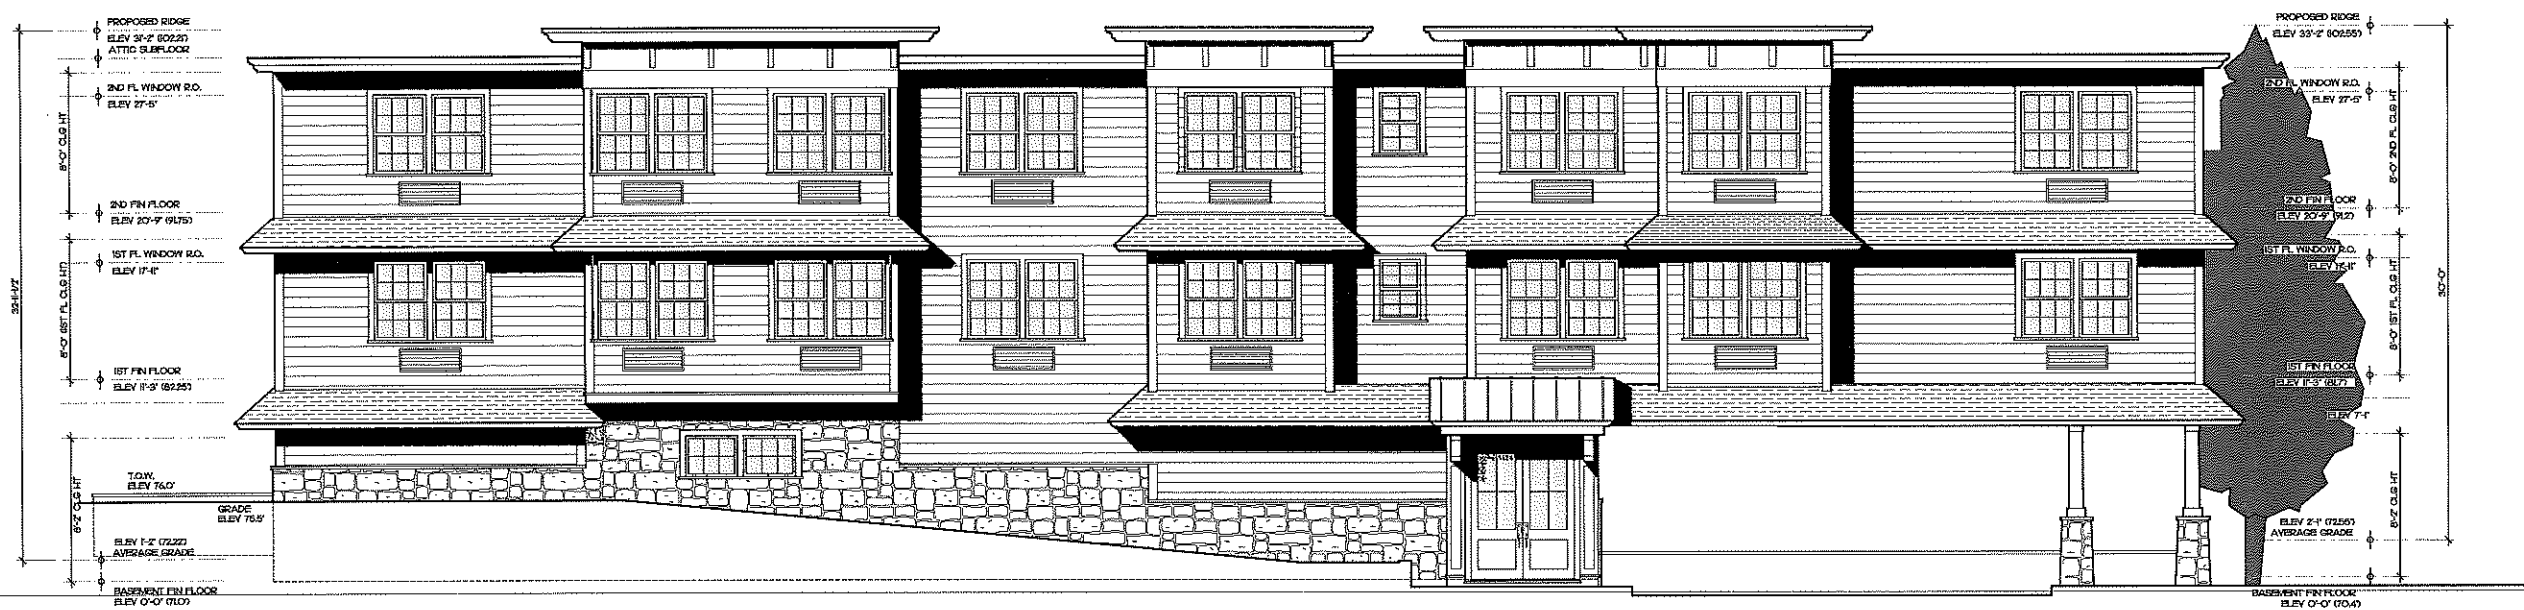 PROPOSED RIDGE
ELEV 31'-2" (102.21)
ATTIC SUBFLOOR
2ND FL. WINDOW R.O.
ELEV 27'-5"
8'-0" CLG HT
2ND FIN FLOOR
ELEV 20'-9" (91.75)
1ST FL. WINDOW R.O.
ELEV 17'-11"
8'-0" (1ST FL CLG HT)
1ST FIN FLOOR
ELEV 11'-3" (82.25)
T.O.W.
ELEV 76.0'
GRADE
ELEV 75.5'
8'-2" CLG HT
ELEV 1'-2" (72.22)
AVERAGE GRADE
BASEMENT FIN FLOOR
ELEV 0'-0" (71.0)
PROPOSED RIDGE
ELEV 33'-2" (102.55)
2ND FL. WINDOW R.O.
ELEV 27'-5"
8'-0" 2ND FL CLG HT
2ND FIN FLOOR
ELEV 20'-9" (91.2)
1ST FL. WINDOW R.O.
ELEV 17'-11"
8'-0" 1ST FL CLG HT
30'-0"
1ST FIN FLOOR
ELEV 11'-3" (81.7)
ELEV 7'-1"
8'-2" CLG HT
ELEV 2'-1" (72.55)
AVERAGE GRADE
BASEMENT FIN FLOOR
ELEV 0'-0" (70.4)